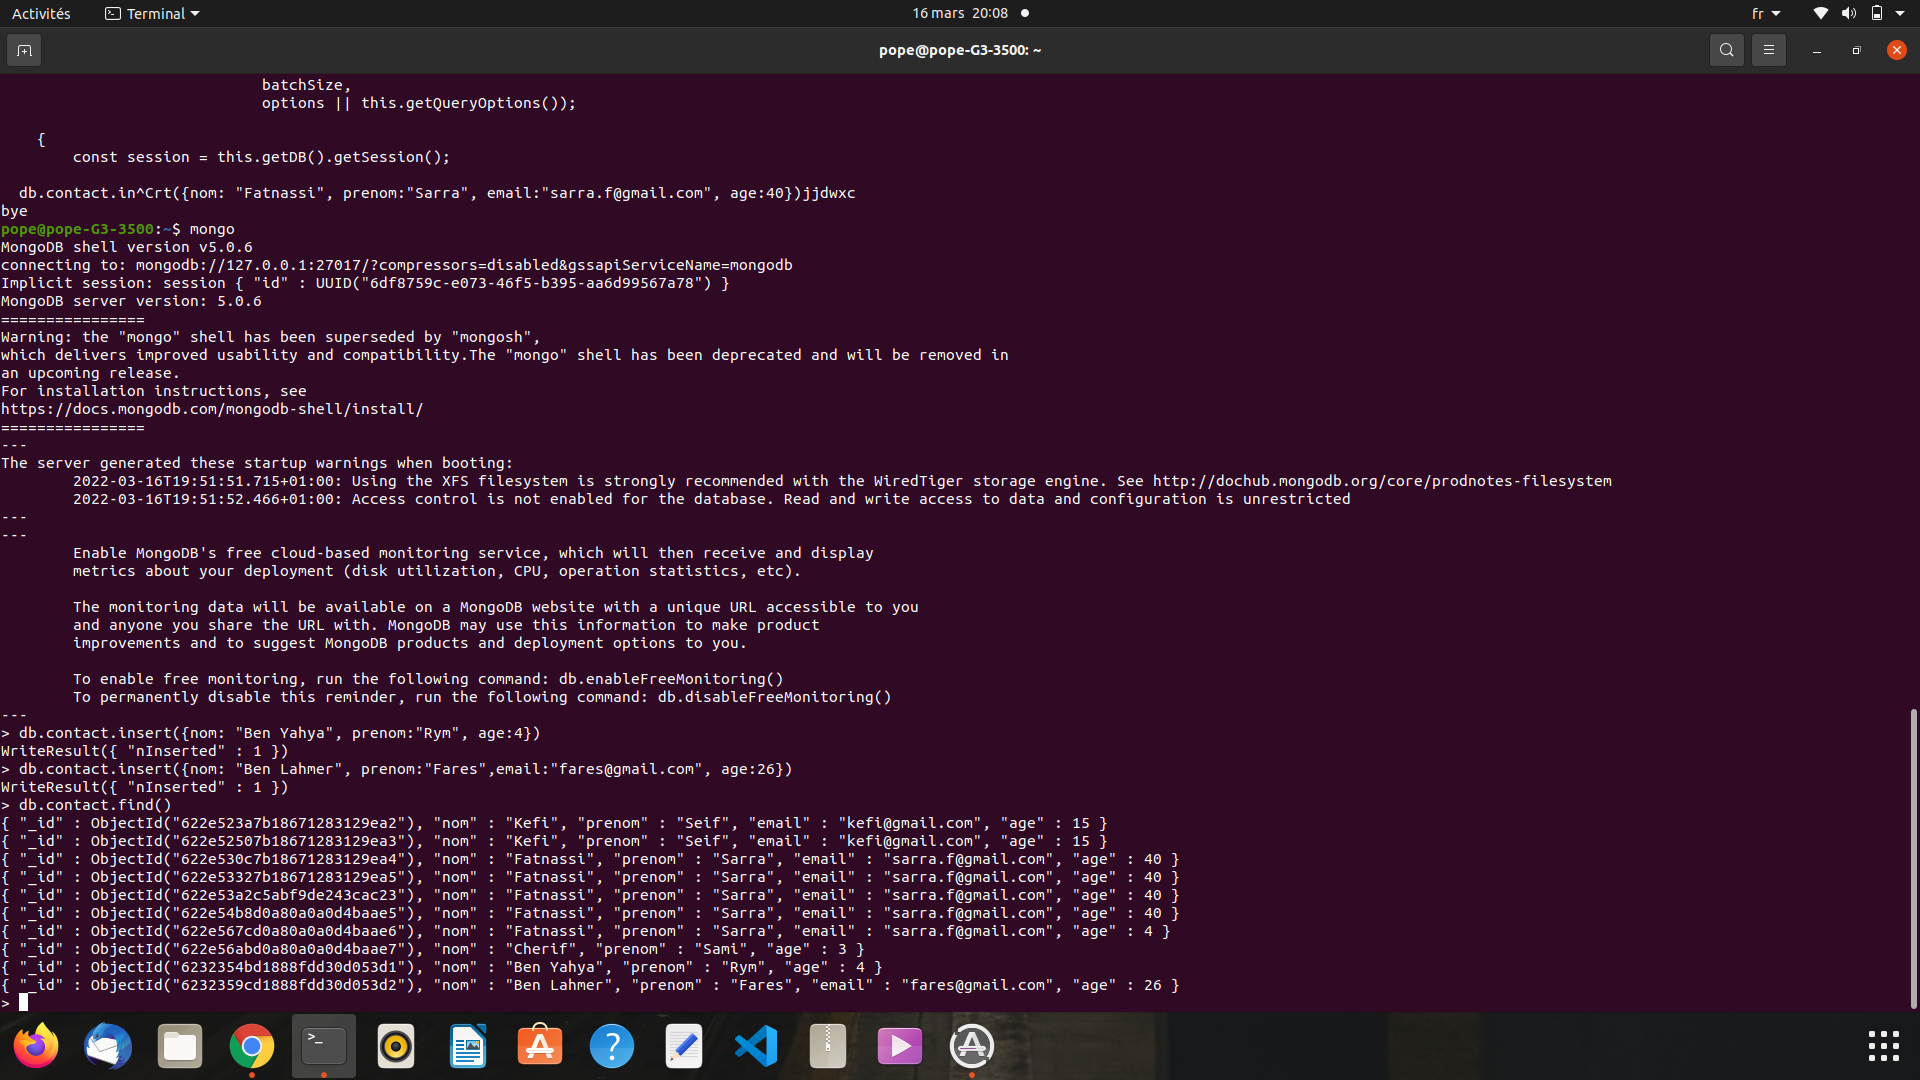 Activités
Terminal
16 mars 20:08
fr
pope@pope-G3-3500: ~
batchSize,
options || this.getQueryOptions());
{
const session = this.getDB().getSession();
db.contact.in^Crt({nom: "Fatnassi", prenom:"Sarra", email:"sarra.f@gmail.com", age:40})jjdwxc
bye
pope@pope-G3-3500:~$ mongo
MongoDB shell version v5.0.6
connecting to: mongodb://127.0.0.1:27017/?compressors=disabled&gssapiServiceName=mongodb
Implicit session: session { "id" : UUID("6df8759c-e073-46f5-b395-aa6d99567a78") }
MongoDB server version: 5.0.6
================
Warning: the "mongo" shell has been superseded by "mongosh",
which delivers improved usability and compatibility.The "mongo" shell has been deprecated and will be removed in
an upcoming release.
For installation instructions, see
https://docs.mongodb.com/mongodb-shell/install/
================
---
The server generated these startup warnings when booting:
2022-03-16T19:51:51.715+01:00: Using the XFS filesystem is strongly recommended with the WiredTiger storage engine. See http://dochub.mongodb.org/core/prodnotes-filesystem
2022-03-16T19:51:52.466+01:00: Access control is not enabled for the database. Read and write access to data and configuration is unrestricted
---
---
Enable MongoDB's free cloud-based monitoring service, which will then receive and display
metrics about your deployment (disk utilization, CPU, operation statistics, etc).
The monitoring data will be available on a MongoDB website with a unique URL accessible to you
and anyone you share the URL with. MongoDB may use this information to make product
improvements and to suggest MongoDB products and deployment options to you.
To enable free monitoring, run the following command: db.enableFreeMonitoring()
To permanently disable this reminder, run the following command: db.disableFreeMonitoring()
---
> db.contact.insert({nom: "Ben Yahya", prenom:"Rym", age:4})
WriteResult({ "nInserted" : 1 })
> db.contact.insert({nom: "Ben Lahmer", prenom:"Fares",email:"fares@gmail.com", age:26})
WriteResult({ "nInserted" : 1 })
> db.contact.find()
{ "_id" : ObjectId("622e523a7b18671283129ea2"), "nom" : "Kefi", "prenom" : "Seif", "email" : "kefi@gmail.com", "age" : 15 }
{ "_id" : ObjectId("622e52507b18671283129ea3"), "nom" : "Kefi", "prenom" : "Seif", "email" : "kefi@gmail.com", "age" : 15 }
{ "_id" : ObjectId("622e530c7b18671283129ea4"), "nom" : "Fatnassi", "prenom" : "Sarra", "email" : "sarra.f@gmail.com", "age" : 40 }
{ "_id" : ObjectId("622e53327b18671283129ea5"), "nom" : "Fatnassi", "prenom" : "Sarra", "email" : "sarra.f@gmail.com", "age" : 40 }
{ "_id" : ObjectId("622e53a2c5abf9de243cac23"), "nom" : "Fatnassi", "prenom" : "Sarra", "email" : "sarra.f@gmail.com", "age" : 40 }
{ "_id" : ObjectId("622e54b8d0a80a0a0d4baae5"), "nom" : "Fatnassi", "prenom" : "Sarra", "email" : "sarra.f@gmail.com", "age" : 40 }
{ "_id" : ObjectId("622e567cd0a80a0a0d4baae6"), "nom" : "Fatnassi", "prenom" : "Sarra", "email" : "sarra.f@gmail.com", "age" : 4 }
{ "_id" : ObjectId("622e56abd0a80a0a0d4baae7"), "nom" : "Cherif", "prenom" : "Sami", "age" : 3 }
{ "_id" : ObjectId("6232354bd1888fdd30d053d1"), "nom" : "Ben Yahya", "prenom" : "Rym", "age" : 4 }
{ "_id" : ObjectId("6232359cd1888fdd30d053d2"), "nom" : "Ben Lahmer", "prenom" : "Fares", "email" : "fares@gmail.com", "age" : 26 }
>